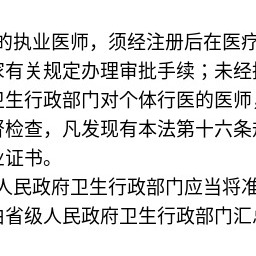 的执业医师，须经注册后在医疗
家有关规定办理审批手续；未经
卫生行政部门对个体行医的医师，
督检查，凡发现有本法第十六条
业证书。
人民政府卫生行政部门应当将准
省级人民政府卫生行政部门汇